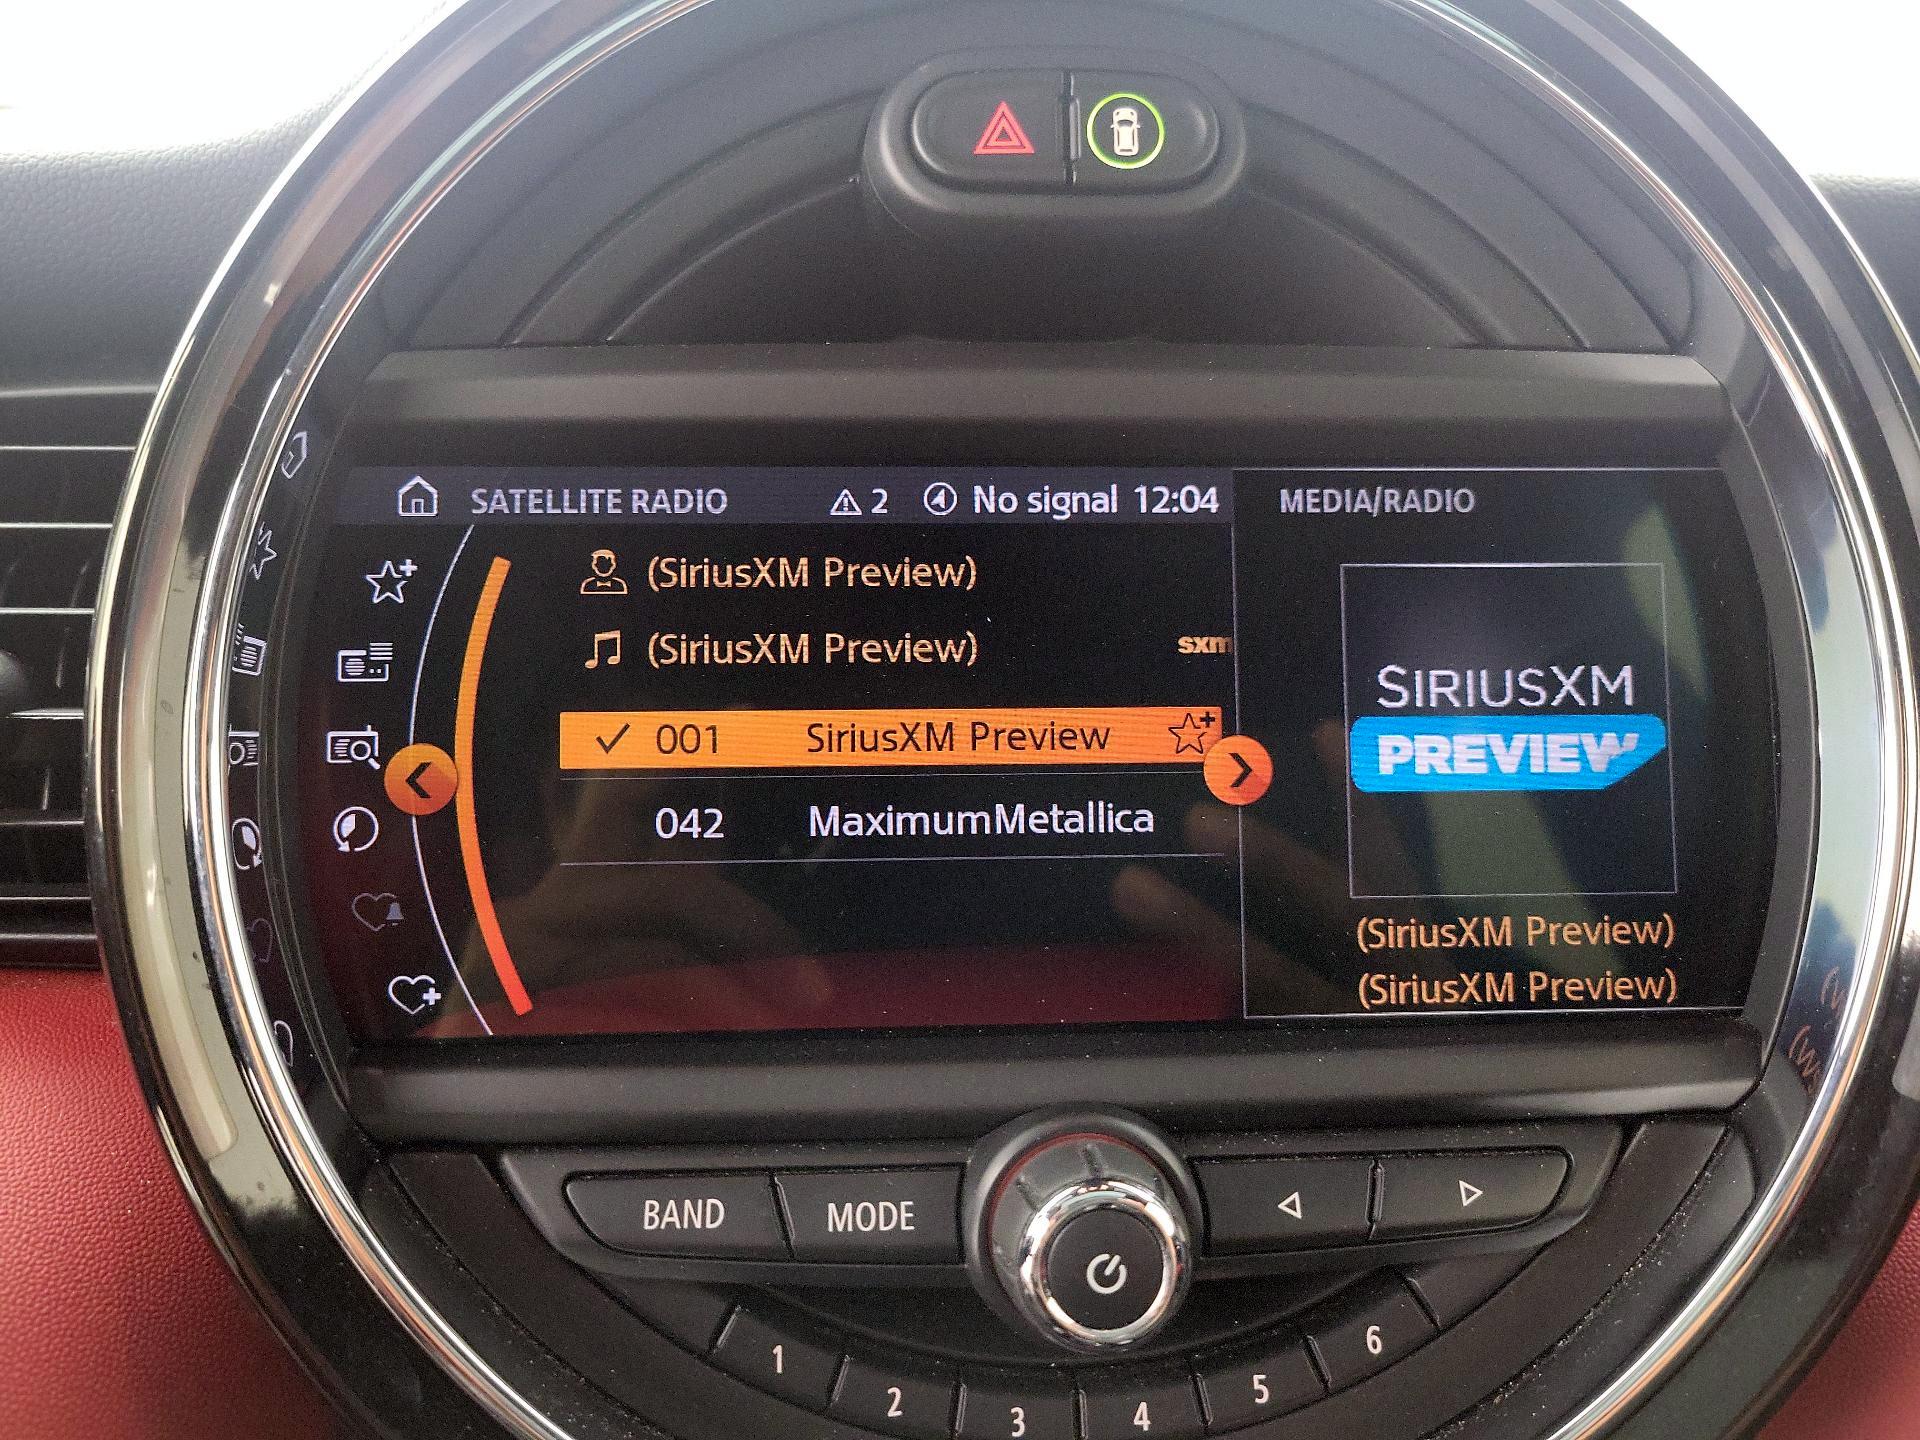 SATELLITE RADIO 2 No signal 12:04 MEDIA/RADIO
(SiriusXM Preview)
(SiriusXM Preview) sxm
001 SiriusXM Preview
042 MaximumMetallica
SIRIUSXM
PREVIEW
(SiriusXM Preview)
(SiriusXM Preview)
BAND MODE
1 2 3 4 5 6